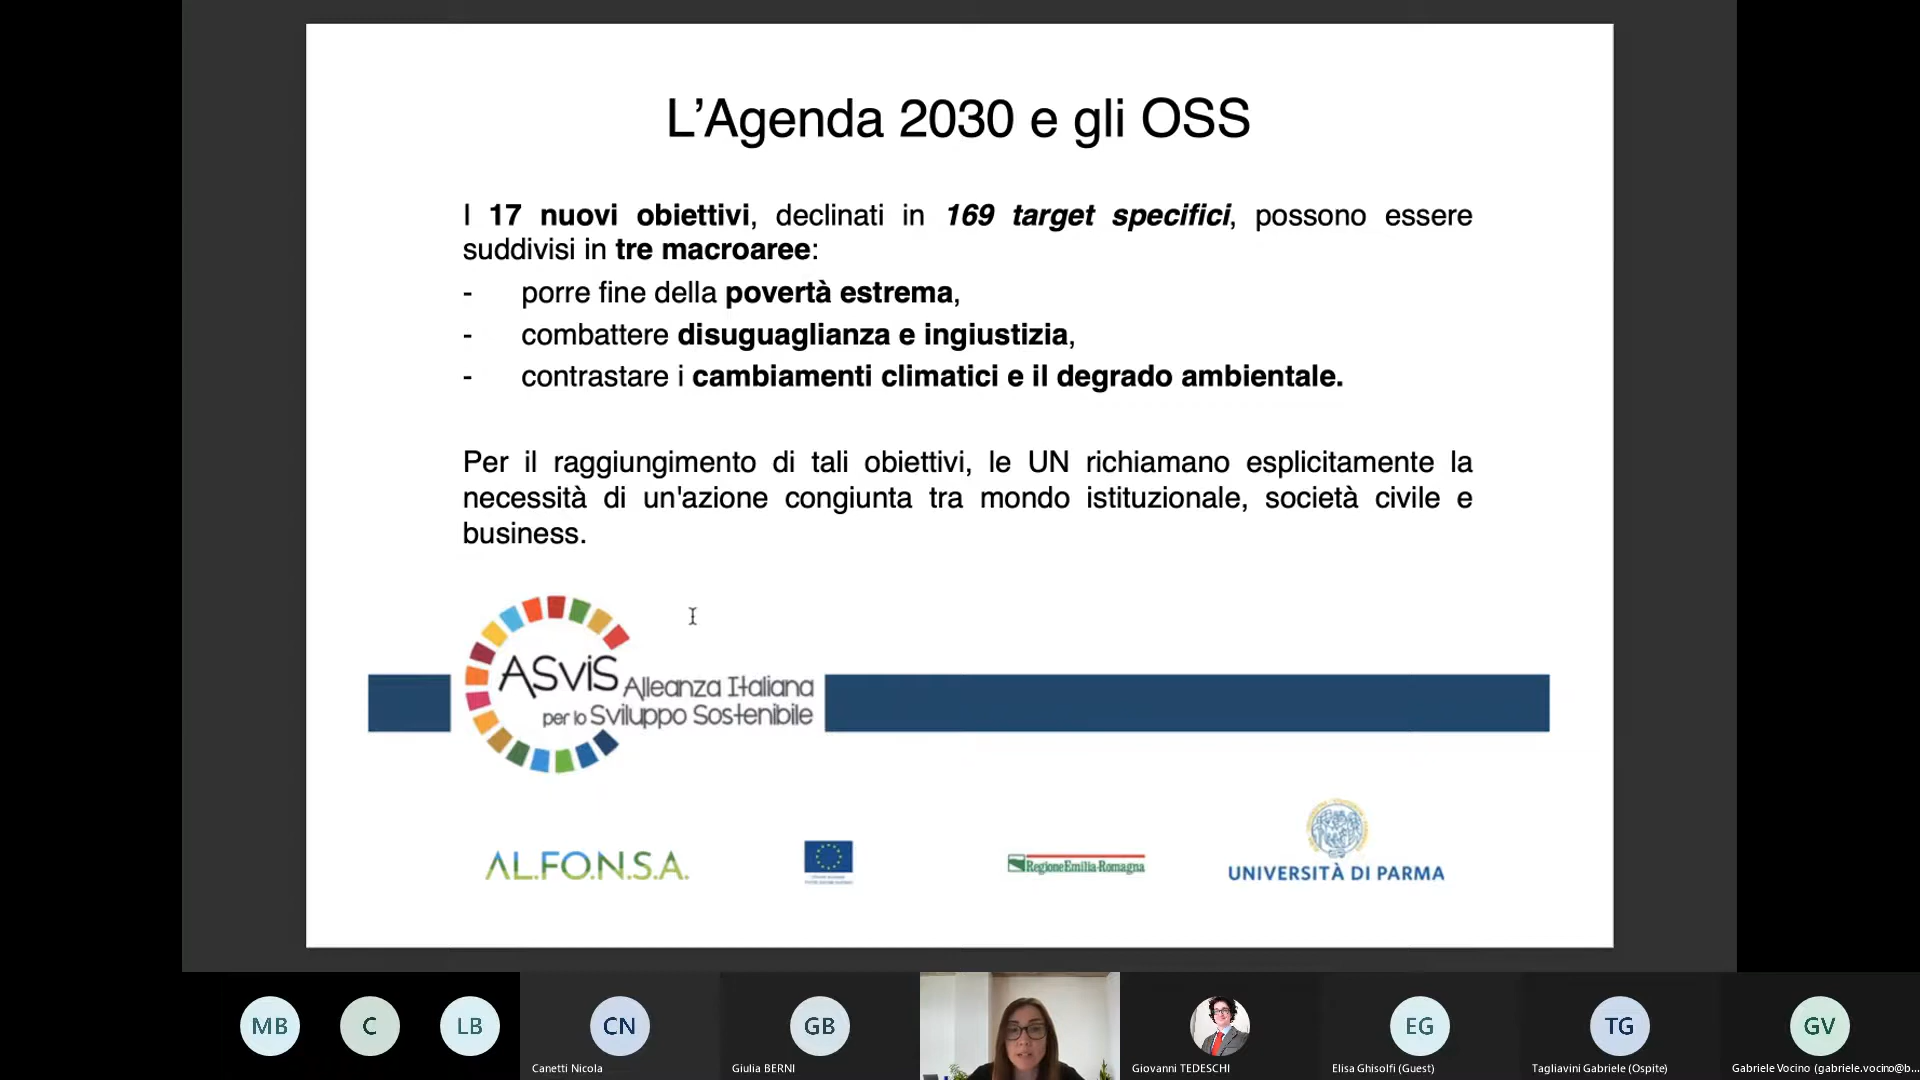 L’Agenda 2030 e gli OSS
I 17 nuovi obiettivi, declinati in 169 target specifici, possono essere
suddivisi in tre macroaree:
- porre fine della povertà estrema,
- combattere disuguaglianza e ingiustizia,
- contrastare i cambiamenti climatici e il degrado ambientale.
Per il raggiungimento di tali obiettivi, le UN richiamano esplicitamente la
necessità di un'azione congiunta tra mondo istituzionale, società civile e
business.
ASviS Alleanza Italiana
per lo Sviluppo Sostenibile
AL.FO.N.S.A.
RegioneEmilia-Romagna
UNIVERSITÀ DI PARMA
MB
C
LB
CN
GB
EG
TG
GV
Canetti Nicola
Giulia BERNI
Giovanni TEDESCHI
Elisa Ghisolfi (Guest)
Tagliavini Gabriele (Ospite)
Gabriele Vocino (gabriele.vocino@b...